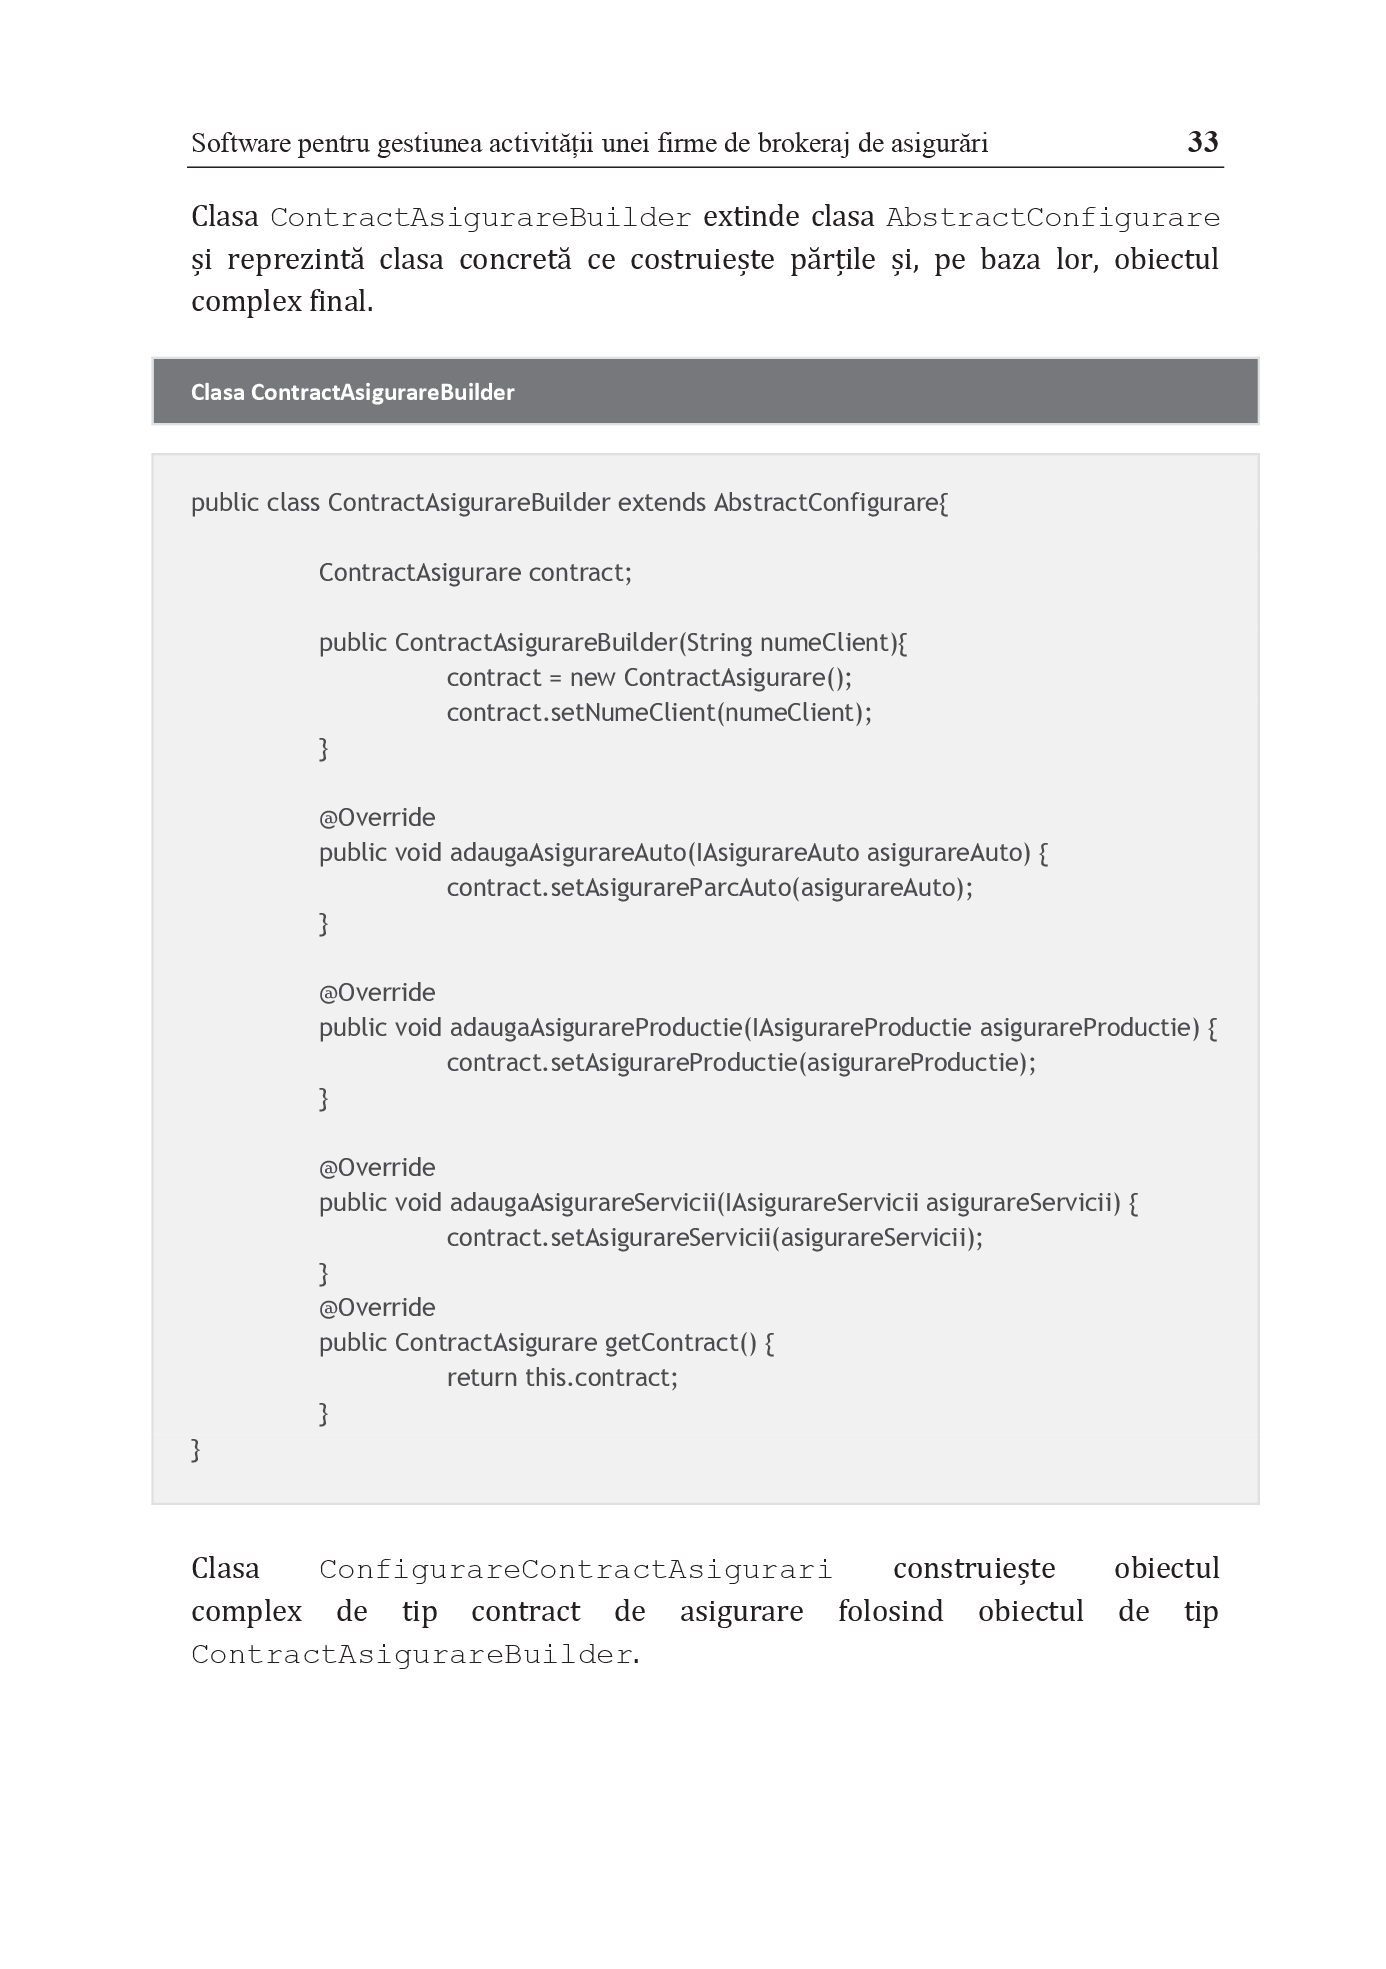 Software pentru gestiunea activității unei firme de brokeraj de asigurări 33
Clasa ContractAsigurareBuilder extinde clasa AbstractConfigurare
și reprezintă clasa concretă ce costruiește părțile și, pe baza lor, obiectul
complex final.
Clasa ContractAsigurareBuilder
public class ContractAsigurareBuilder extends AbstractConfigurare{
ContractAsigurare contract;
public ContractAsigurareBuilder(String numeClient){
contract = new ContractAsigurare();
contract.setNumeClient(numeClient);
}
@Override
public void adaugaAsigurareAuto(IAsigurareAuto asigurareAuto) {
contract.setAsigurareParcAuto(asigurareAuto);
}
@Override
public void adaugaAsigurareProductie(IAsigurareProductie asigurareProductie) {
contract.setAsigurareProductie(asigurareProductie);
}
@Override
public void adaugaAsigurareServicii(IAsigurareServicii asigurareServicii) {
contract.setAsigurareServicii(asigurareServicii);
}
@Override
public ContractAsigurare getContract() {
return this.contract;
}
}
Clasa ConfigurareContractAsigurari construiește obiectul
complex de tip contract de asigurare folosind obiectul de tip
ContractAsigurareBuilder.